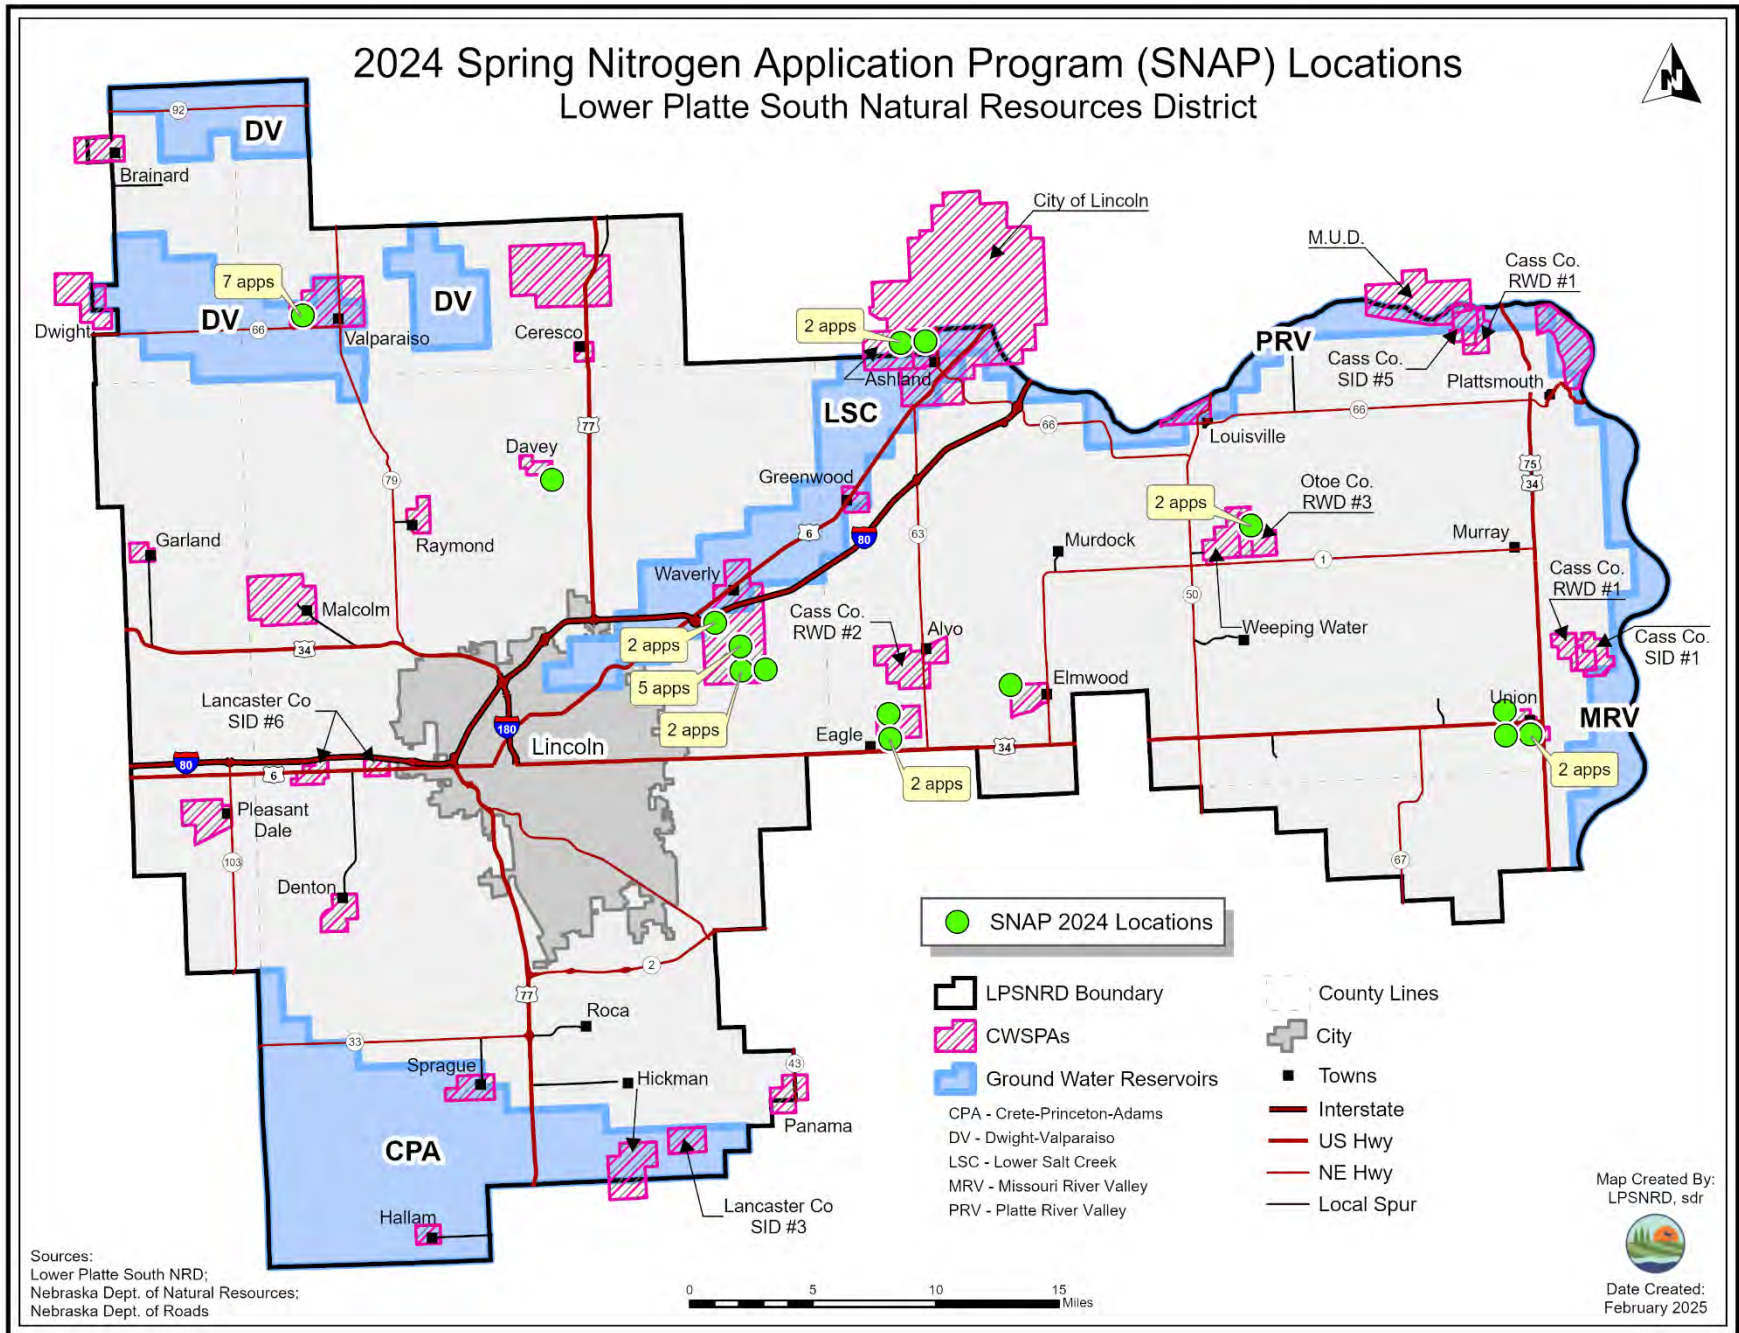 2024 Spring Nitrogen Application Program (SNAP) Locations
Lower Platte South Natural Resources District
N
92
DV
Brainard
City of Lincoln
M.U.D.
Cass Co.
RWD #1
7 apps
DV
DV
Dwight
66
Valparaiso
Ceresco
2 apps
Ashland
PRV
Cass Co.
SID #5
Plattsmouth
LSC
77
66
66
Louisville
Davey
79
Greenwood
75
34
Otoe Co.
RWD #3
2 apps
Garland
Raymond
6
80
63
Murdock
Murray
1
Waverly
Malcolm
Cass Co.
RWD #2
50
Cass Co.
RWD #1
Alvo
Weeping Water
Cass Co.
SID #1
34
2 apps
5 apps
Elmwood
Lancaster Co
SID #6
Union
180
2 apps
MRV
Lincoln
Eagle
34
80
6
2 apps
2 apps
Pleasant
Dale
103
67
Denton
SNAP 2024 Locations
2
77
LPSNRD Boundary
County Lines
Roca
33
CWSPAs
City
Sprague
Hickman
43
Ground Water Reservoirs
Towns
CPA - Crete-Princeton-Adams
Interstate
Panama
DV - Dwight-Valparaiso
US Hwy
CPA
LSC - Lower Salt Creek
NE Hwy
MRV - Missouri River Valley
Local Spur
PRV - Platte River Valley
Map Created By:
LPSNRD, sdr
Lancaster Co
SID #3
Hallam
Sources:
Lower Platte South NRD;
Nebraska Dept. of Natural Resources;
Nebraska Dept. of Roads
0 5 10 15
Miles
Date Created:
February 2025